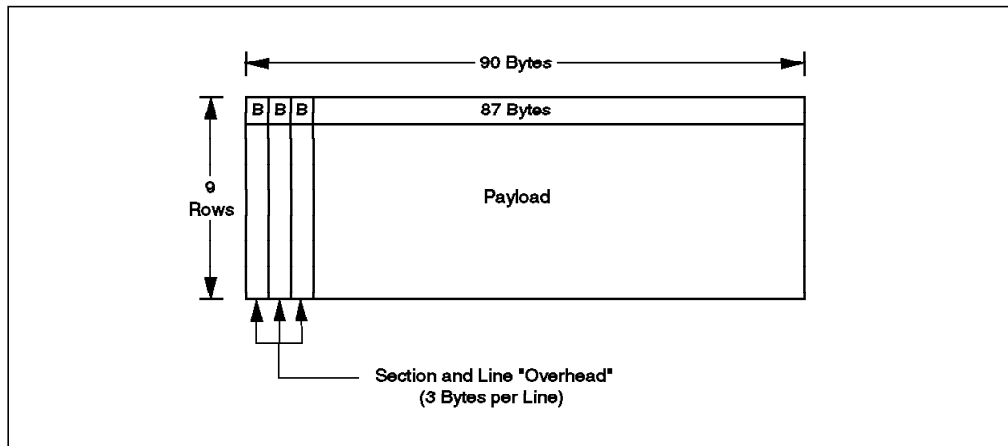 90 Bytes
B B B 87 Bytes
9
Rows
Payload
Section and Line "Overhead"
(3 Bytes per Line)